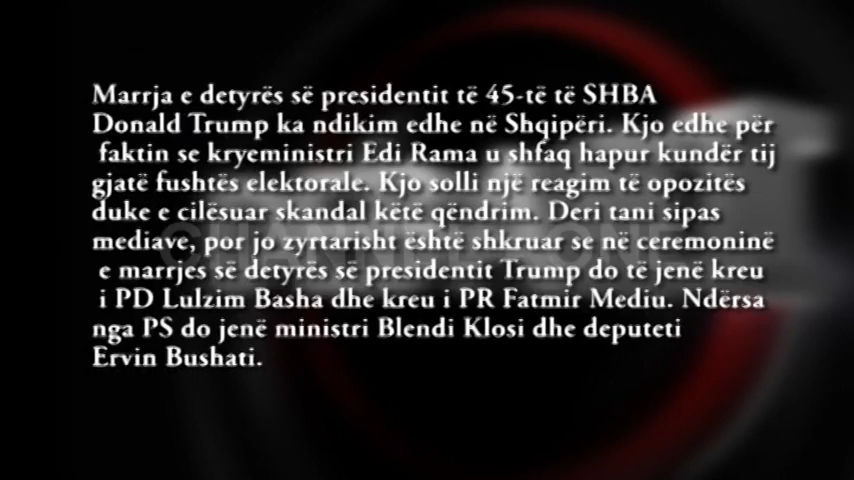 Marrja e detyrës së presidentit të 45-të të SHBA
Donald Trump ka ndikim edhe në Shqipëri. Kjo edhe për
faktin se kryeministri Edi Rama u shfaq hapur kundër tij
gjatë fushtës elektorale. Kjo solli një reagim të opozitës
duke e cilësuar skandal këtë qëndrim. Deri tani sipas
mediave, por jo zyrtarisht është shkruar se në ceremoninë
e marrjes së detyrës së presidentit Trump do të jenë kreu
i PD Lulzim Basha dhe kreu i PR Fatmir Mediu. Ndërsa
nga PS do jenë ministri Blendi Klosi dhe deputeti
Ervin Bushati.